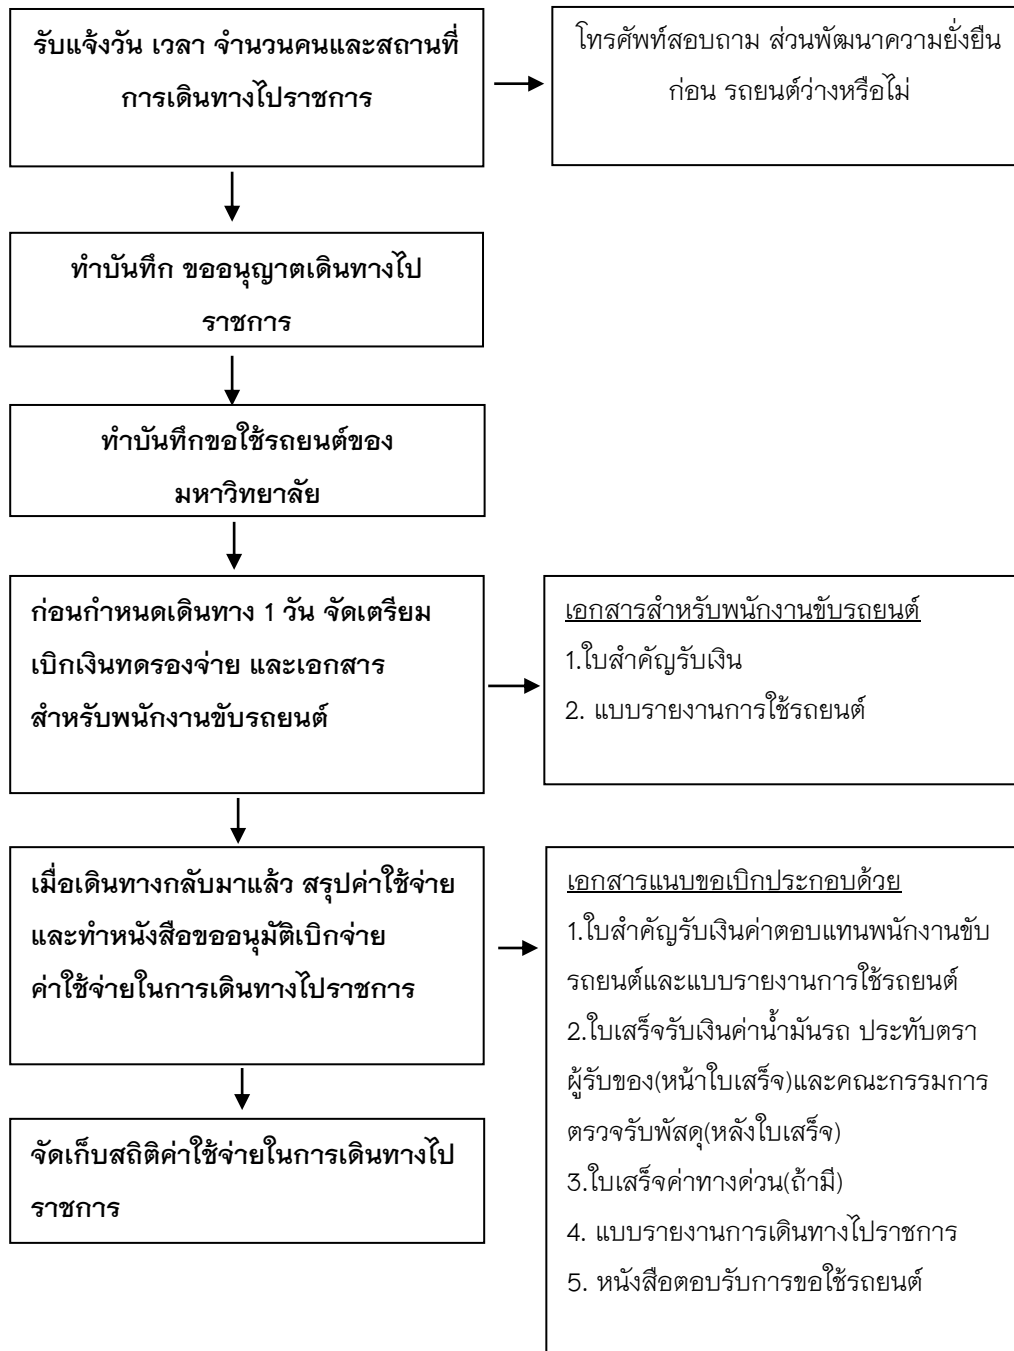 รับแจ้งวัน เวลา จำนวนคนและสถานที่
การเดินทางไปราชการ
โทรศัพท์สอบถาม ส่วนพัฒนาความยั่งยืน
ก่อน รถยนต์ว่างหรือไม่
ทำบันทึก ขออนุญาตเดินทางไป
ราชการ
ทำบันทึกขอใช้รถยนต์ของ
มหาวิทยาลัย
ก่อนกำหนดเดินทาง 1 วัน จัดเตรียม
เบิกเงินทดรองจ่าย และเอกสาร
สำหรับพนักงานขับรถยนต์
เอกสารสำหรับพนักงานขับรถยนต์
1.ใบสำคัญรับเงิน
2. แบบรายงานการใช้รถยนต์
เมื่อเดินทางกลับมาแล้ว สรุปค่าใช้จ่าย
และทำหนังสือขออนุมัติเบิกจ่าย
ค่าใช้จ่ายในการเดินทางไปราชการ
เอกสารแนบขอเบิกประกอบด้วย
1.ใบสำคัญรับเงินค่าตอบแทนพนักงานขับ
รถยนต์และแบบรายงานการใช้รถยนต์
2.ใบเสร็จรับเงินค่าน้ำมันรถ ประทับตรา
ผู้รับของ(หน้าใบเสร็จ)และคณะกรรมการ
ตรวจรับพัสดุ(หลังใบเสร็จ)
3.ใบเสร็จค่าทางด่วน(ถ้ามี)
4. แบบรายงานการเดินทางไปราชการ
5. หนังสือตอบรับการขอใช้รถยนต์
จัดเก็บสถิติค่าใช้จ่ายในการเดินทางไป
ราชการ